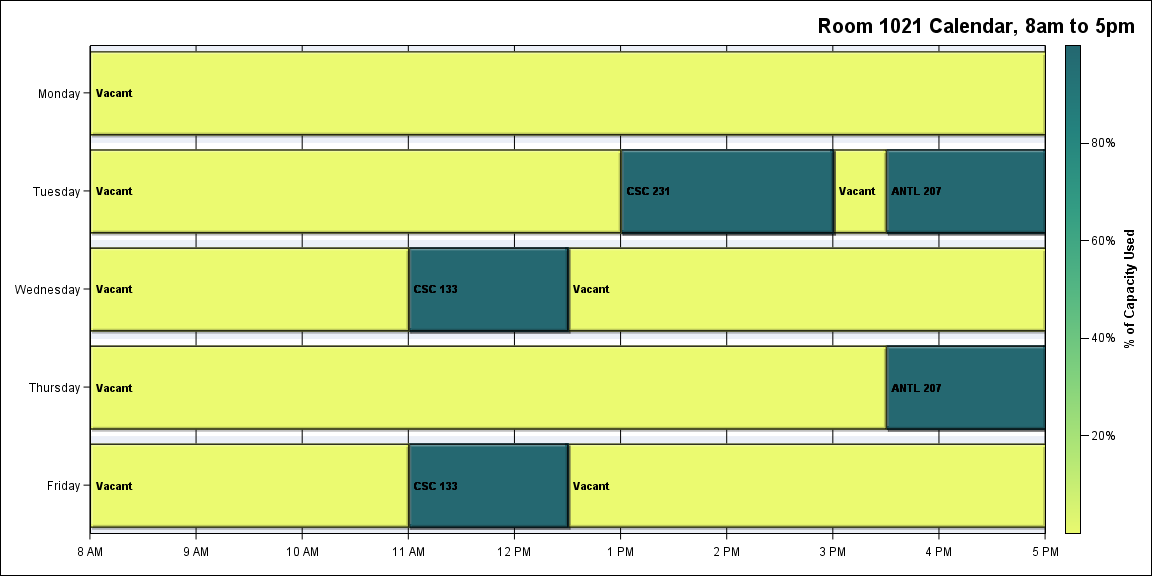 Room 1021 Calendar, 8am to 5pm
Monday
Vacant
Tuesday
Vacant
CSC 231
Vacant
ANTL 207
Wednesday
Vacant
CSC 133
Vacant
Thursday
Vacant
ANTL 207
Friday
Vacant
CSC 133
Vacant
8 AM
9 AM
10 AM
11 AM
12 PM
1 PM
2 PM
3 PM
4 PM
5 PM
80%
60%
40%
20%
% of Capacity Used